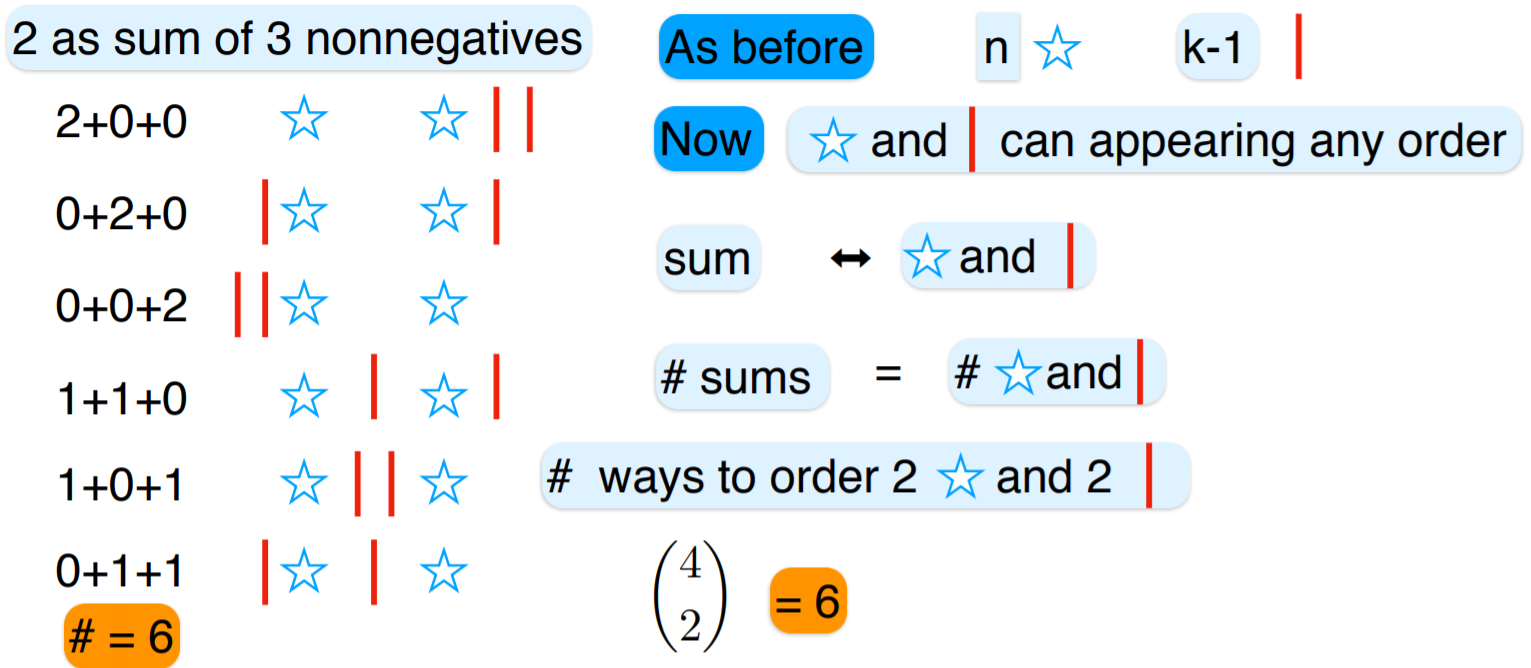 2 as sum of 3 nonnegatives
2+0+0 ☆ ☆ | |
0+2+0 | ☆ ☆ |
0+0+2 | | ☆ ☆
1+1+0 ☆ | ☆ |
1+0+1 ☆ | | ☆
0+1+1 | ☆ | ☆
# = 6
As before n ☆ k-1 |
Now ☆ and | can appearing any order
sum ↔ ☆ and |
# sums = # ☆ and |
# ways to order 2 ☆ and 2 |
(4 2) = 6